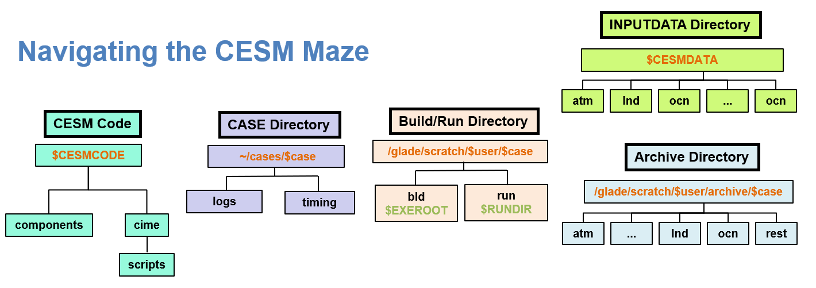 Navigating the CESM Maze
INPUTDATA Directory
$CESMDATA
atm
lnd
ocn
...
ocn
CESM Code
$CESMCODE
components
cime
scripts
CASE Directory
~/cases/$case
logs
timing
Build/Run Directory
/glade/scratch/$user/$case
bld
$EXEROOT
run
$RUNDIR
Archive Directory
/glade/scratch/$user/archive/$case
atm
...
lnd
ocn
rest